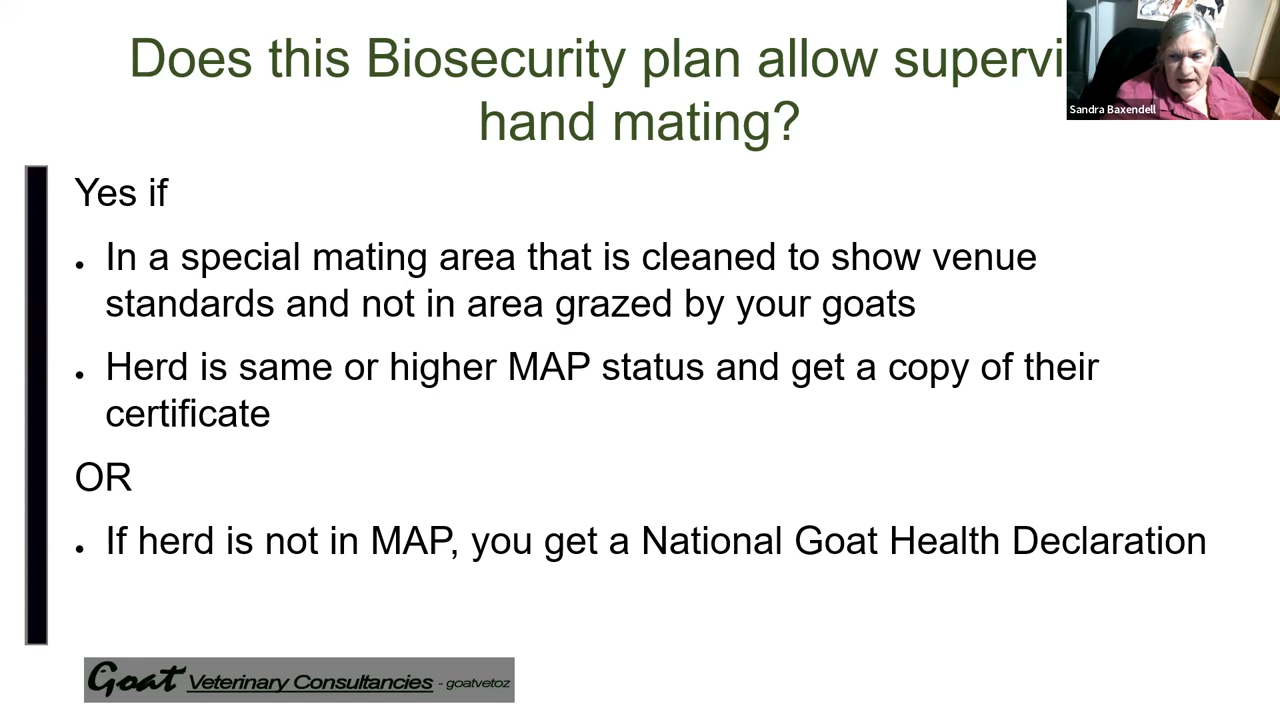 Does this Biosecurity plan allow supervi
hand mating?
Sandra Baxendell
Yes if
• In a special mating area that is cleaned to show venue
standards and not in area grazed by your goats
• Herd is same or higher MAP status and get a copy of their
certificate
OR
• If herd is not in MAP, you get a National Goat Health Declaration
Goat Veterinary Consultancies - goatvetoz